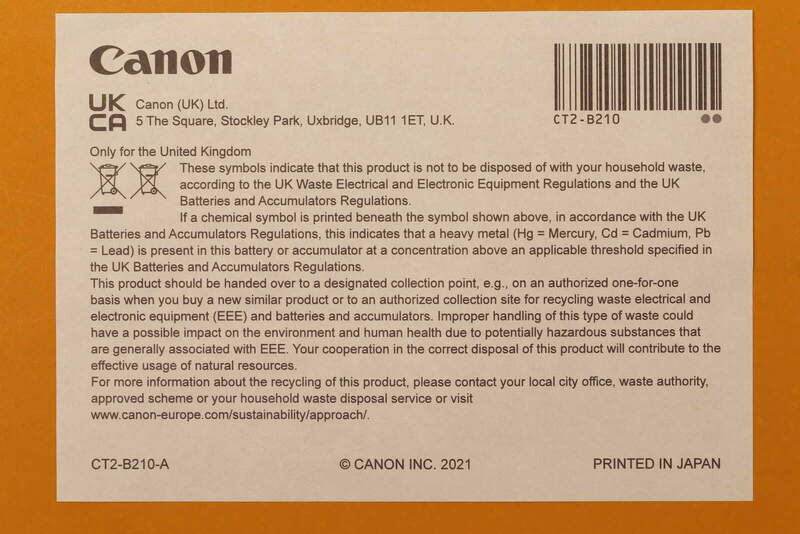 Canon
UK
CA
Canon (UK) Ltd.
5 The Square, Stockley Park, Uxbridge, UB11 1ET, U.K.
CT2-B210
Only for the United Kingdom
These symbols indicate that this product is not to be disposed of with your household waste,
according to the UK Waste Electrical and Electronic Equipment Regulations and the UK
Batteries and Accumulators Regulations.
If a chemical symbol is printed beneath the symbol shown above, in accordance with the UK
Batteries and Accumulators Regulations, this indicates that a heavy metal (Hg = Mercury, Cd = Cadmium, Pb
= Lead) is present in this battery or accumulator at a concentration above an applicable threshold specified in
the UK Batteries and Accumulators Regulations.
This product should be handed over to a designated collection point, e.g., on an authorized one-for-one
basis when you buy a new similar product or to an authorized collection site for recycling waste electrical and
electronic equipment (EEE) and batteries and accumulators. Improper handling of this type of waste could
have a possible impact on the environment and human health due to potentially hazardous substances that
are generally associated with EEE. Your cooperation in the correct disposal of this product will contribute to the
effective usage of natural resources.
For more information about the recycling of this product, please contact your local city office, waste authority,
approved scheme or your household waste disposal service or visit
www.canon-europe.com/sustainability/approach/.
CT2-B210-A
© CANON INC. 2021
PRINTED IN JAPAN